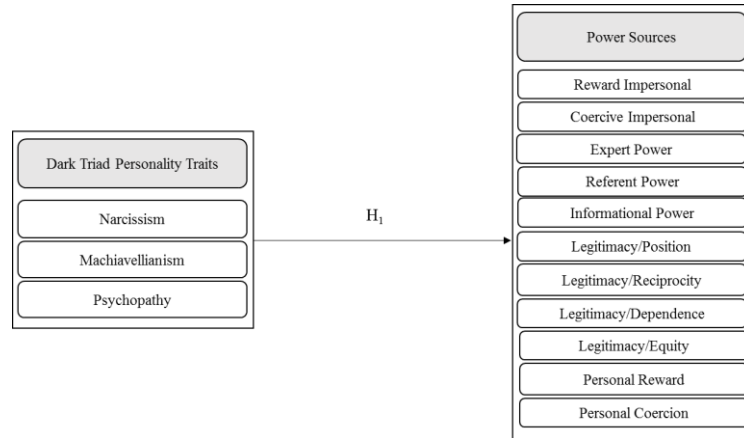 Dark Triad Personality Traits
Narcissism
Machiavellianism
Psychopathy
H₁
Power Sources
Reward Impersonal
Coercive Impersonal
Expert Power
Referent Power
Informational Power
Legitimacy/Position
Legitimacy/Reciprocity
Legitimacy/Dependence
Legitimacy/Equity
Personal Reward
Personal Coercion